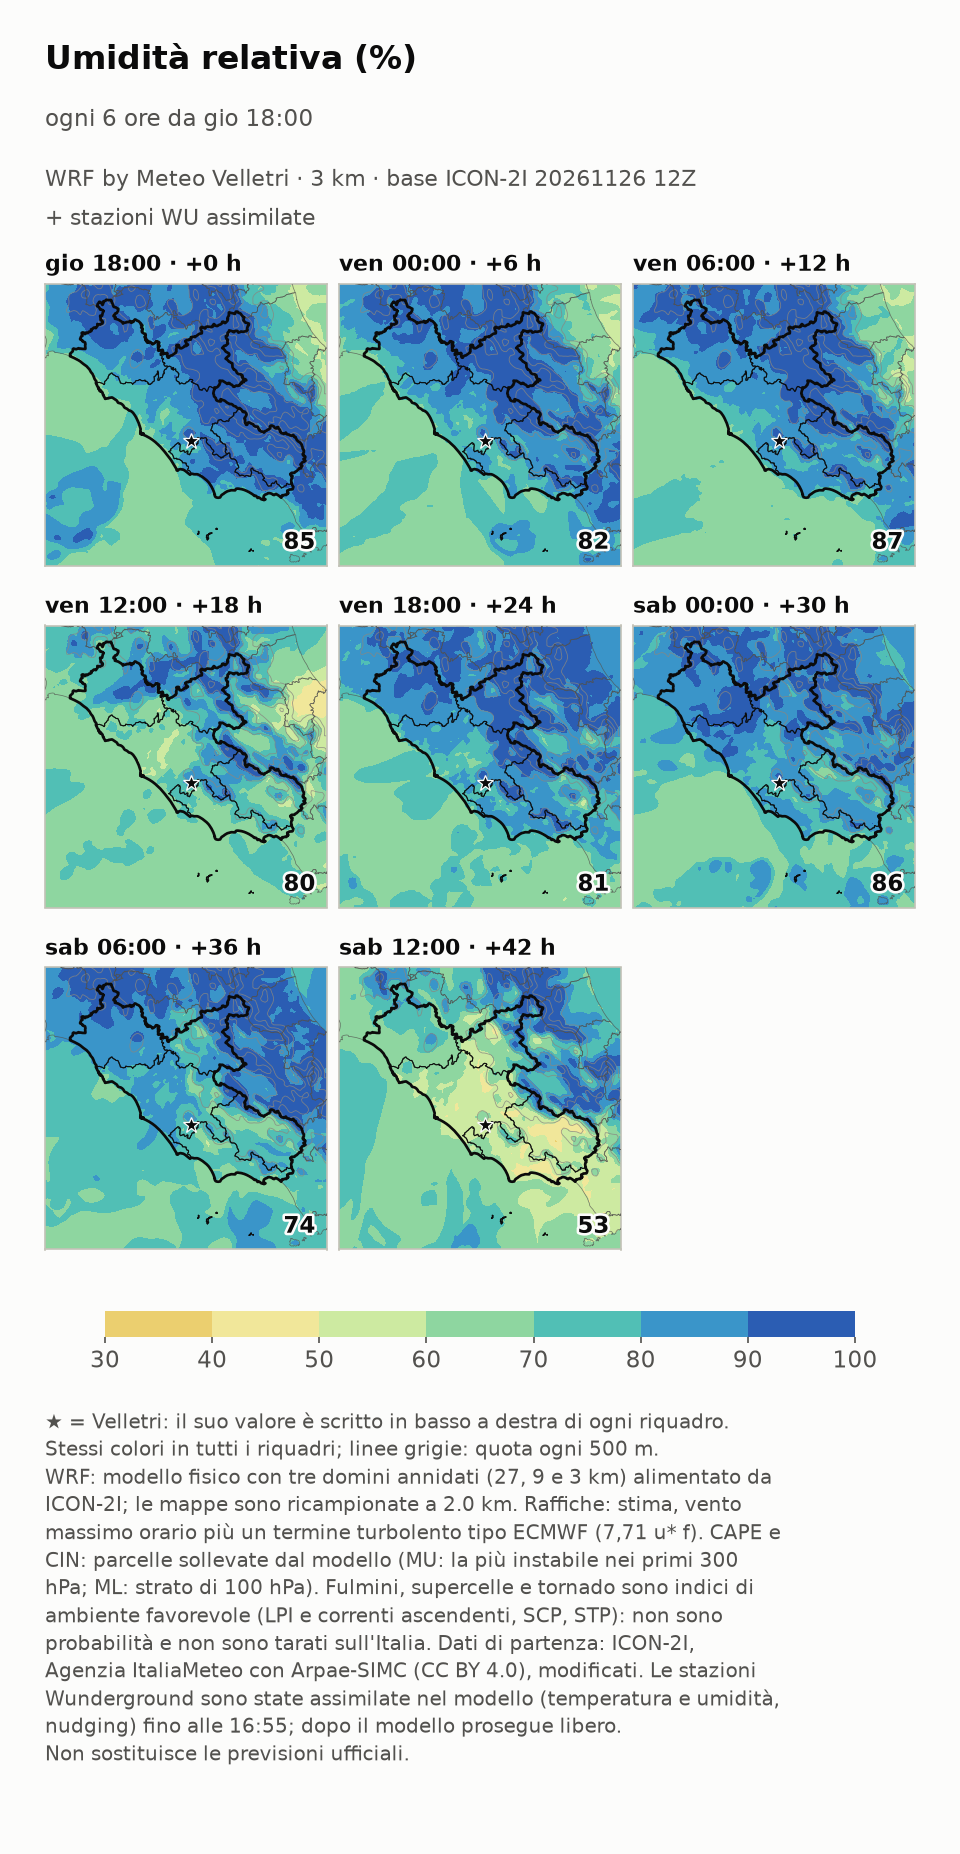 Umidità relativa (%)
ogni 6 ore da gio 18:00
WRF by Meteo Velletri · 3 km · base ICON-2I 20261126 12Z
+ stazioni WU assimilate
gio 18:00 · +0 h
ven 00:00 · +6 h
ven 06:00 · +12 h
85
82
87
ven 12:00 · +18 h
ven 18:00 · +24 h
sab 00:00 · +30 h
80
81
86
sab 06:00 · +36 h
sab 12:00 · +42 h
74
53
30 40 50 60 70 80 90 100
★ = Velletri: il suo valore è scritto in basso a destra di ogni riquadro.
Stessi colori in tutti i riquadri; linee grigie: quota ogni 500 m.
WRF: modello fisico con tre domini annidati (27, 9 e 3 km) alimentato da
ICON-2I; le mappe sono ricampionate a 2.0 km. Raffiche: stima, vento
massimo orario più un termine turbolento tipo ECMWF (7,71 u* f). CAPE e
CIN: parcelle sollevate dal modello (MU: la più instabile nei primi 300
hPa; ML: strato di 100 hPa). Fulmini, supercelle e tornado sono indici di
ambiente favorevole (LPI e correnti ascendenti, SCP, STP): non sono
probabilità e non sono tarati sull'Italia. Dati di partenza: ICON-2I,
Agenzia ItaliaMeteo con Arpae-SIMC (CC BY 4.0), modificati. Le stazioni
Wunderground sono state assimilate nel modello (temperatura e umidità,
nudging) fino alle 16:55; dopo il modello prosegue libero.
Non sostituisce le previsioni ufficiali.